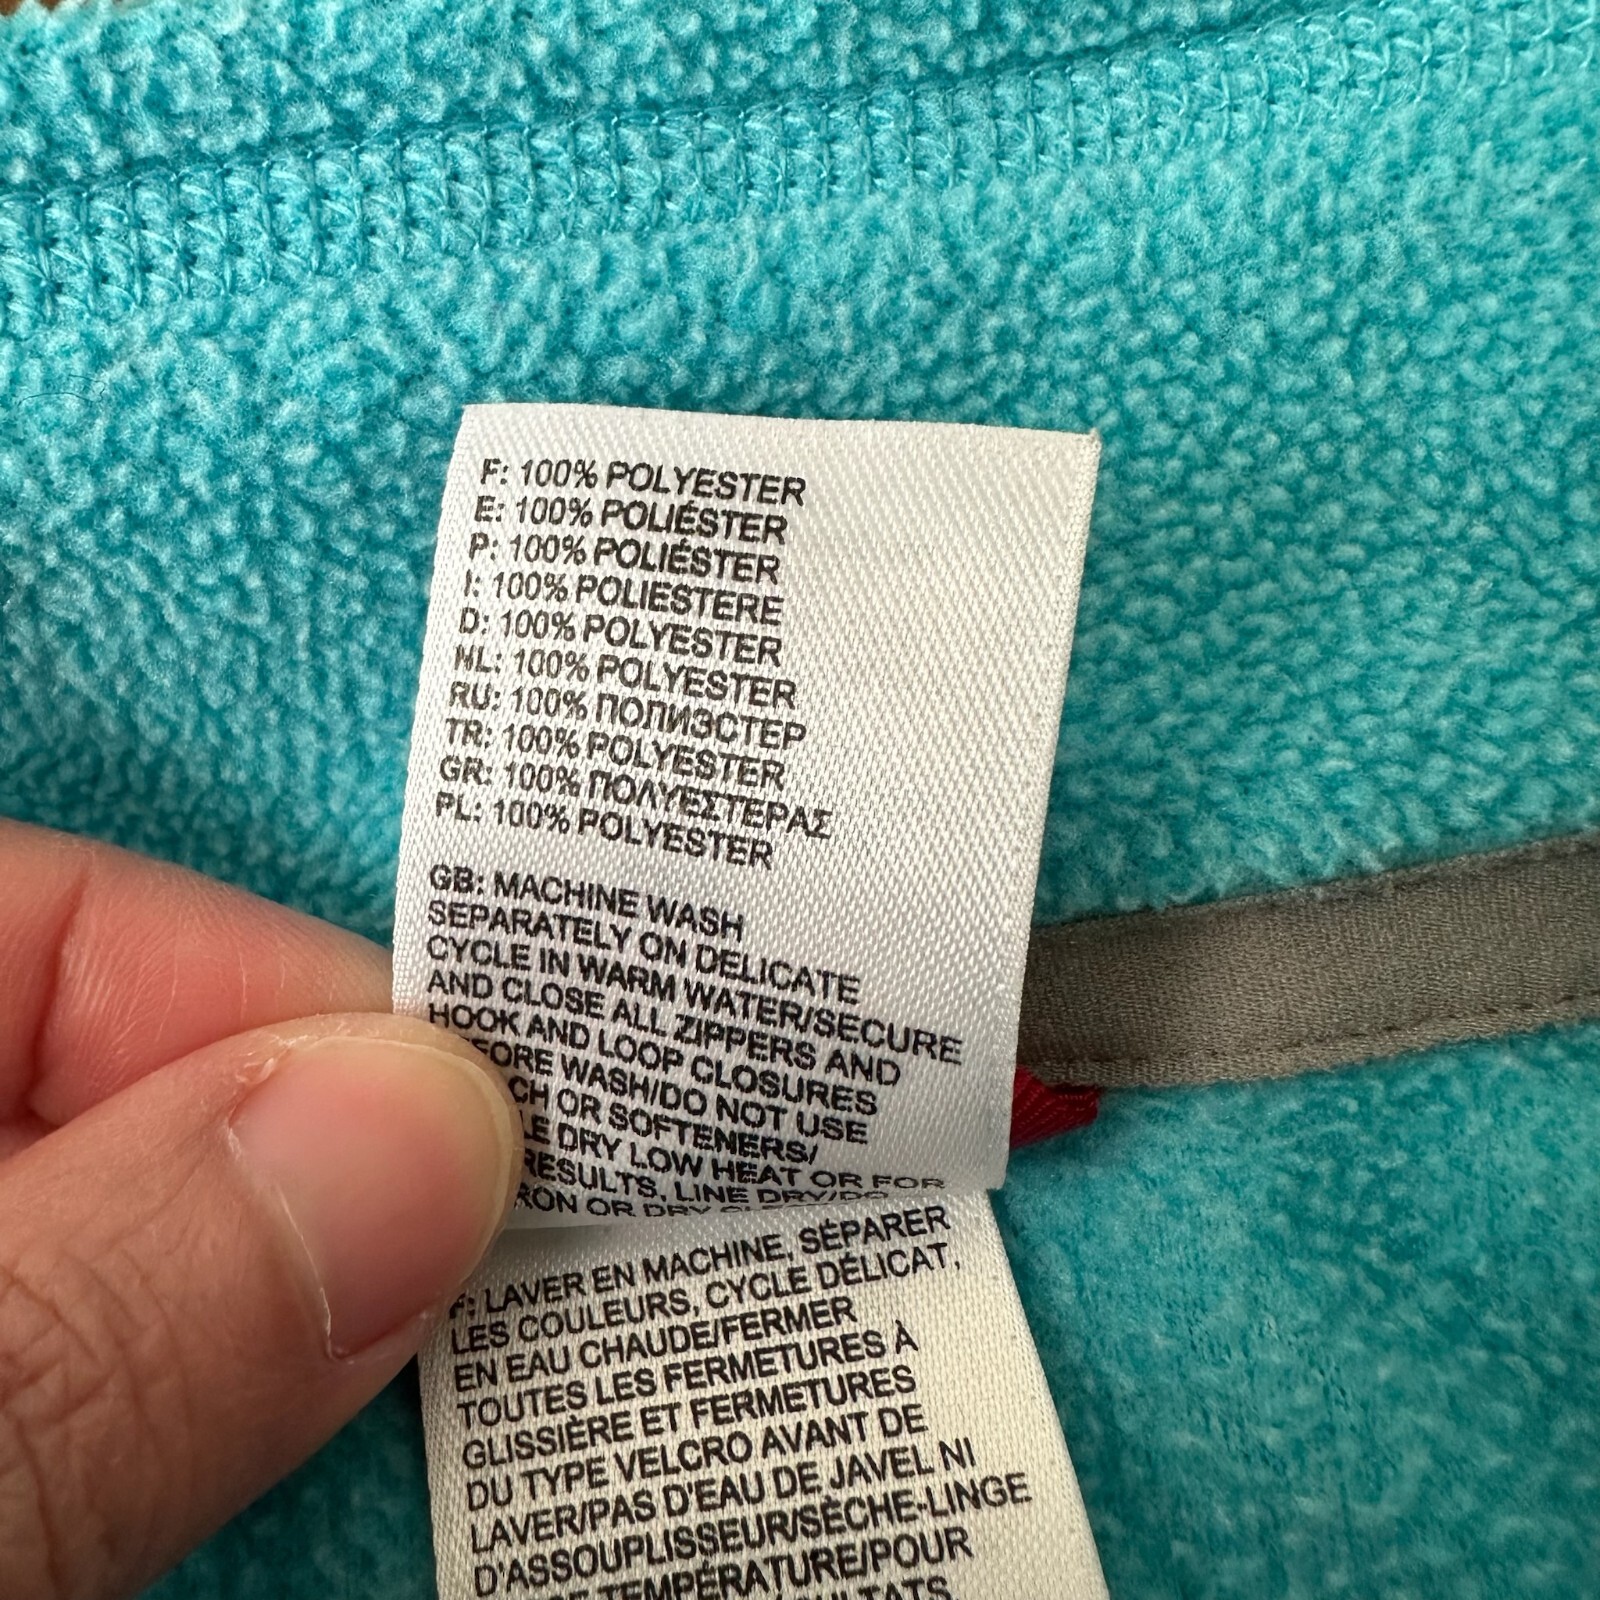 F: 100% POLYESTER
E: 100% POLIÉSTER
P: 100% POLIÉSTER
I: 100% POLIESTERE
D: 100% POLYESTER
NL: 100% POLYESTER
RU: 100% ПОЛИЭСТЕР
TR: 100% POLYESTER
GR: 100% ΠΟΛΥΕΣΤΕΡΑΣ
PL: 100% POLYESTER
GB: MACHINE WASH
SEPARATELY ON DELICATE
CYCLE IN WARM WATER/SECURE
AND CLOSE ALL ZIPPERS AND
HOOK AND LOOP CLOSURES
WASH/DO NOT USE
OR SOFTENERS/
DRY LOW HEAT OR FOR
RESULTS, LINE DRY/DO
OR DRY
F: LAVER EN MACHINE, SÉPARER
LES COULEURS, CYCLE DÉLICAT,
EN EAU CHAUDE/FERMER
TOUTES LES FERMETURES À
GLISSIÈRE ET FERMETURES
DU TYPE VELCRO AVANT DE
LAVER/PAS D'EAU DE JAVEL NI
D'ASSOUPLISSEUR/SÈCHE-LINGE
TEMPÉRATURE/POUR